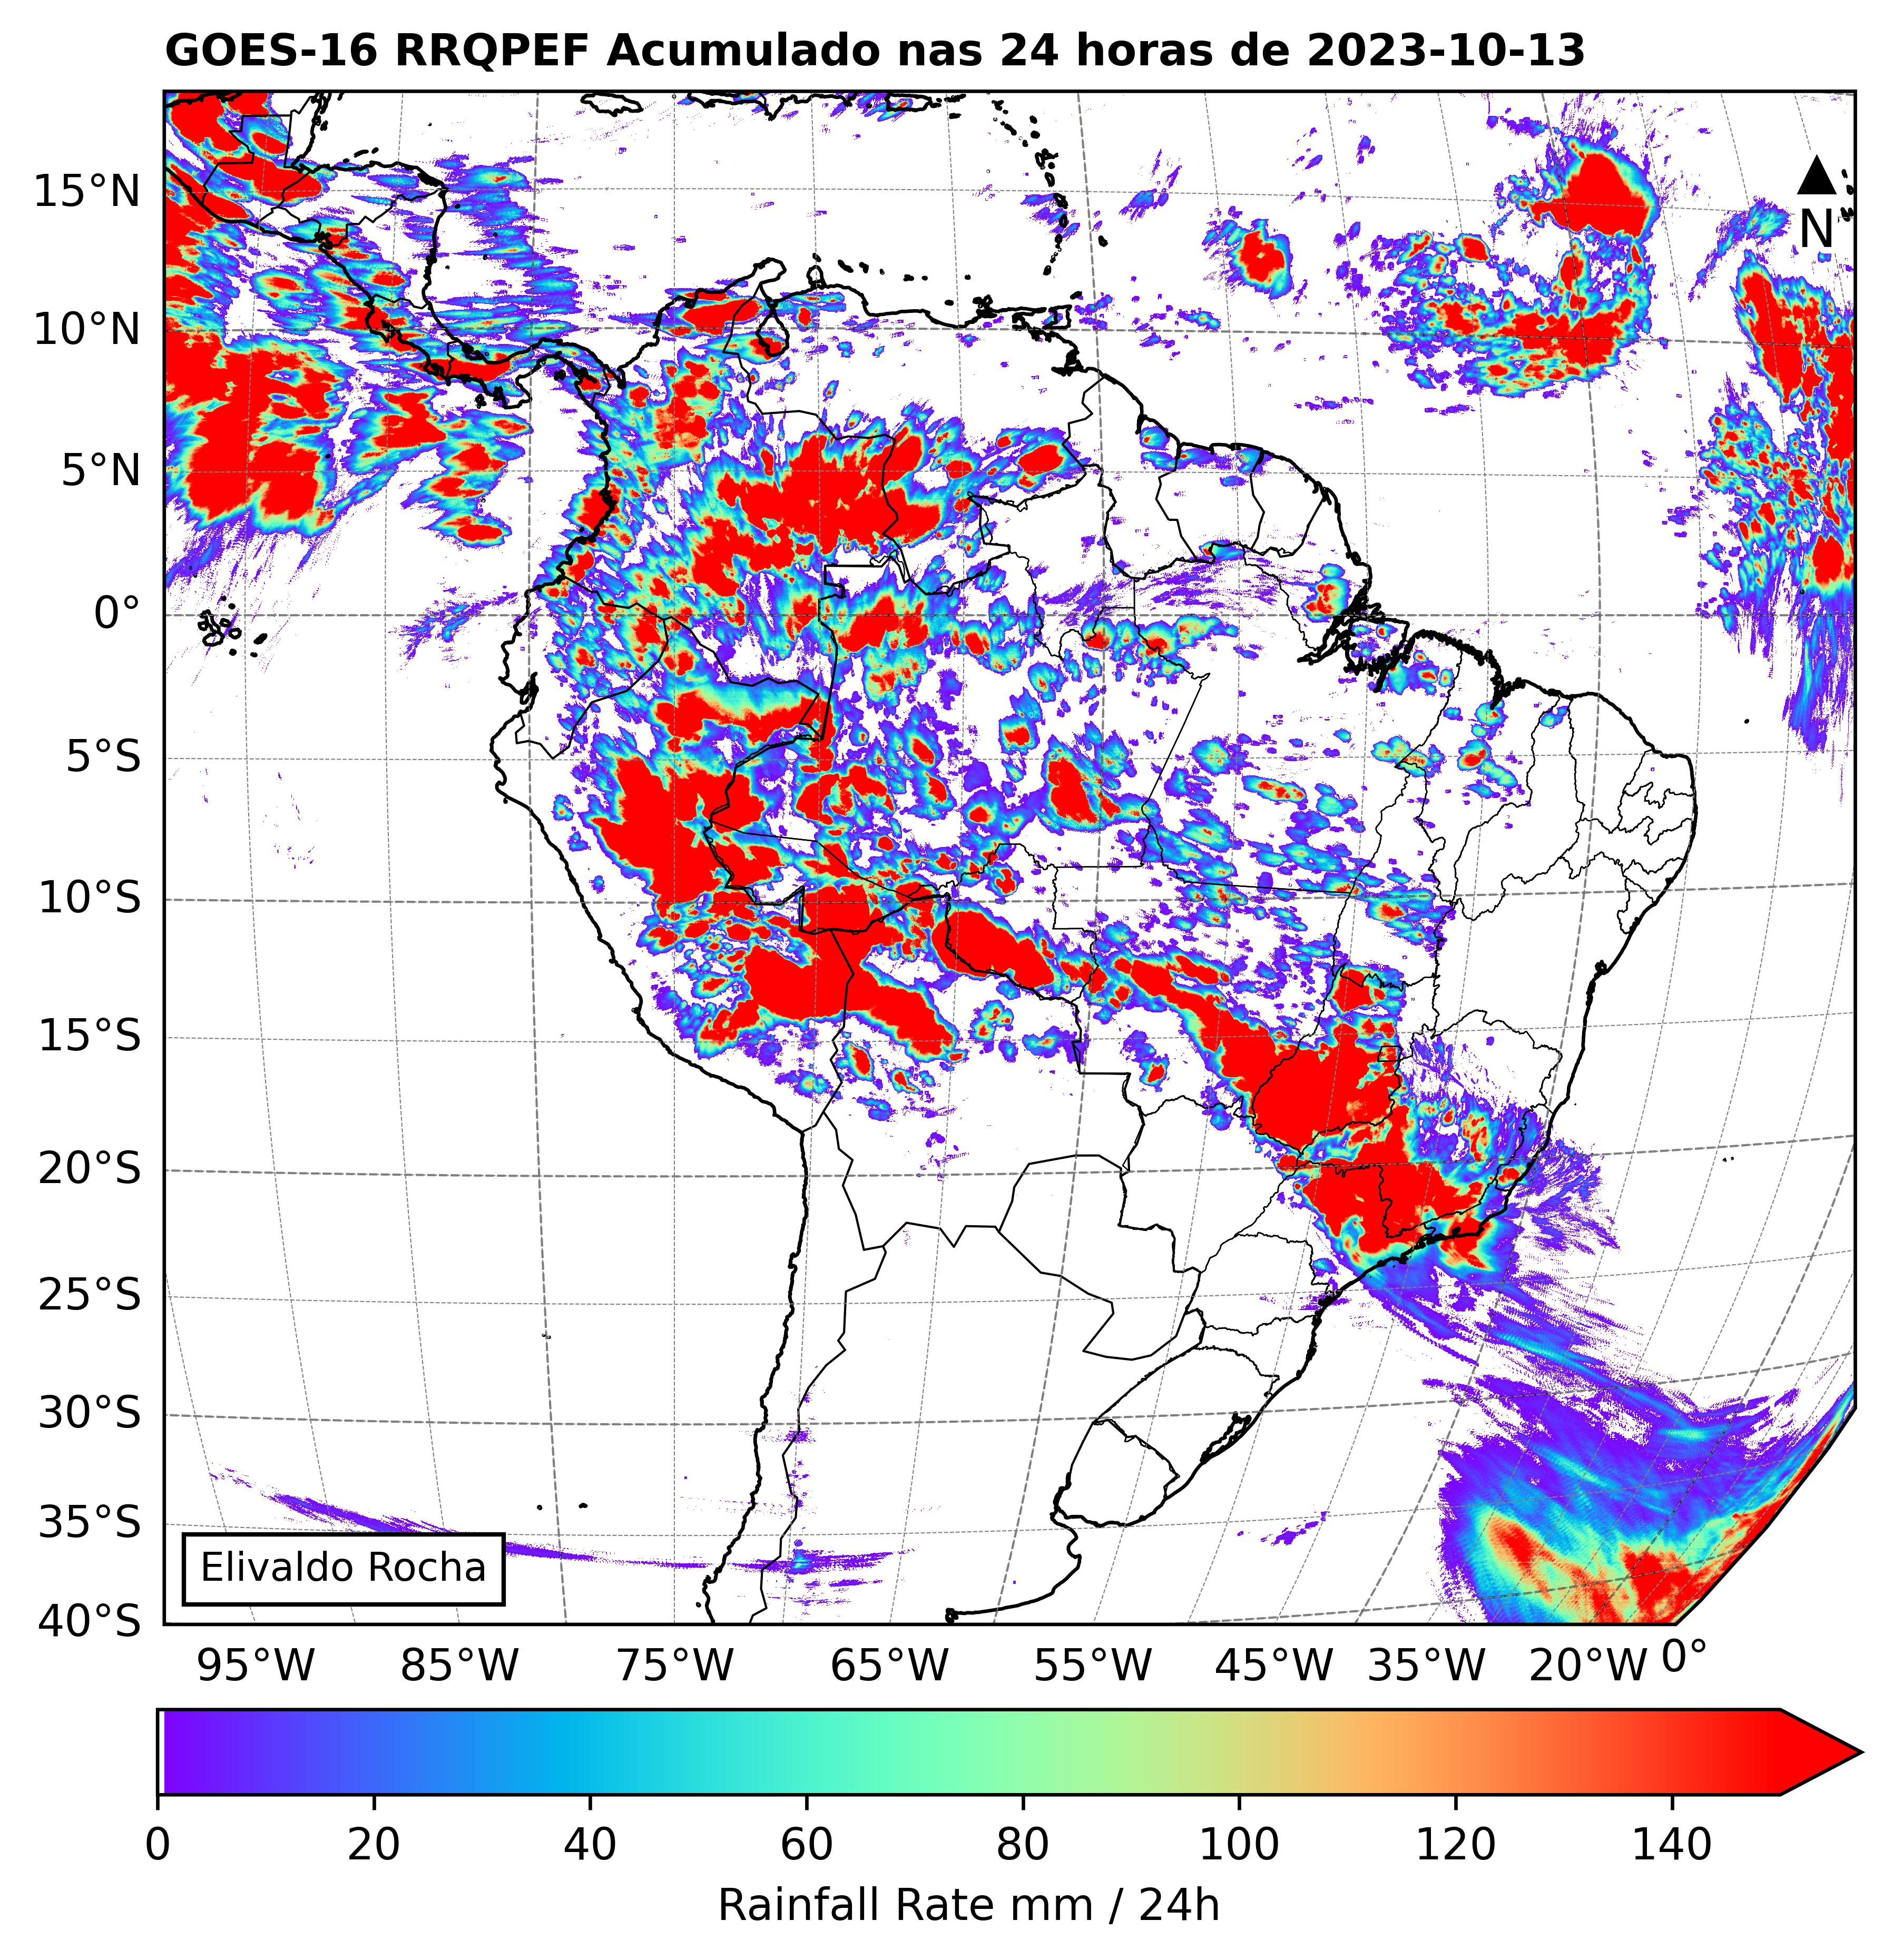 GOES-16 RRQPEF Acumulado nas 24 horas de 2023-10-13
N
15°N
10°N
5°N
0°
5°S
10°S
15°S
20°S
25°S
30°S
35°S
40°S
Elivaldo Rocha
95°W 85°W 75°W 65°W 55°W 45°W 35°W 20°W 0°
0 20 40 60 80 100 120 140
Rainfall Rate mm / 24h